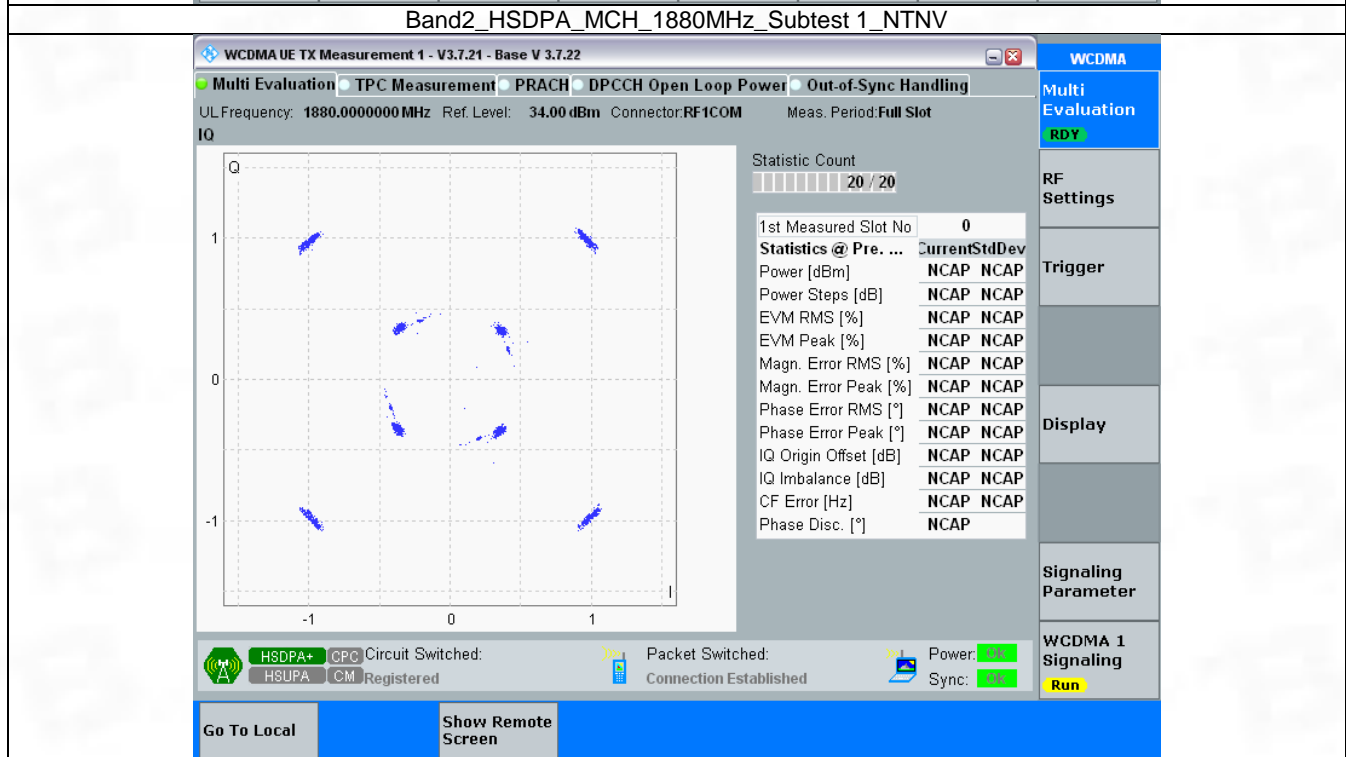 Band2_HSDPA_MCH_1880MHz_Subtest 1_NTNV
WCDMA UE TX Measurement 1 - V3.7.21 - Base V 3.7.22
WCDMA
Multi Evaluation TPC Measurement PRACH DPCCH Open Loop Power Out-of-Sync Handling
UL Frequency: 1880.0000000 MHz Ref. Level: 34.00 dBm Connector:RF1COM Meas. Period:Full Slot
IQ
Multi
Evaluation
RDY
Q
1
0
-1
-1 0 1
I
Statistic Count
20 / 20
1st Measured Slot No 0
Statistics @ Pre. ... CurrentStdDev
Power [dBm] NCAP NCAP
Power Steps [dB] NCAP NCAP
EVM RMS [%] NCAP NCAP
EVM Peak [%] NCAP NCAP
Magn. Error RMS [%] NCAP NCAP
Magn. Error Peak [%] NCAP NCAP
Phase Error RMS [°] NCAP NCAP
Phase Error Peak [°] NCAP NCAP
IQ Origin Offset [dB] NCAP NCAP
IQ Imbalance [dB] NCAP NCAP
CF Error [Hz] NCAP NCAP
Phase Disc. [°] NCAP
RF
Settings
Trigger
Display
Signaling
Parameter
WCDMA 1
Signaling
Run
HSDPA+ CPC Circuit Switched: Packet Switched: Power: OK
HSUPA CM Registered Connection Established Sync: OK
Go To Local
Show Remote
Screen